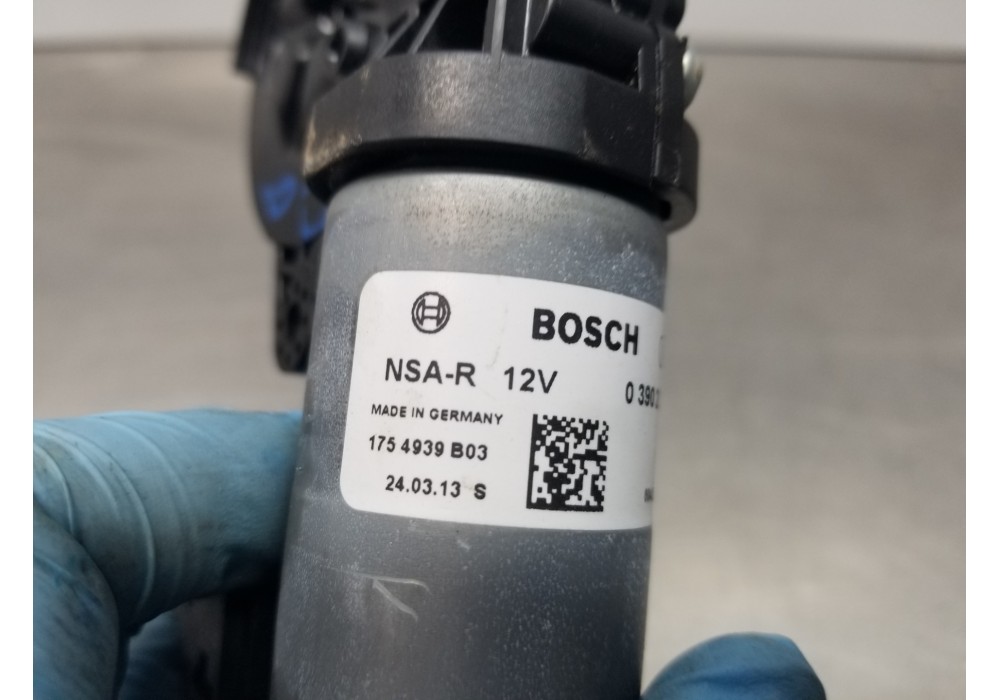 BOSCH
NSA-R 12V
MADE IN GERMANY
175 4939 B03
24.03.13 S